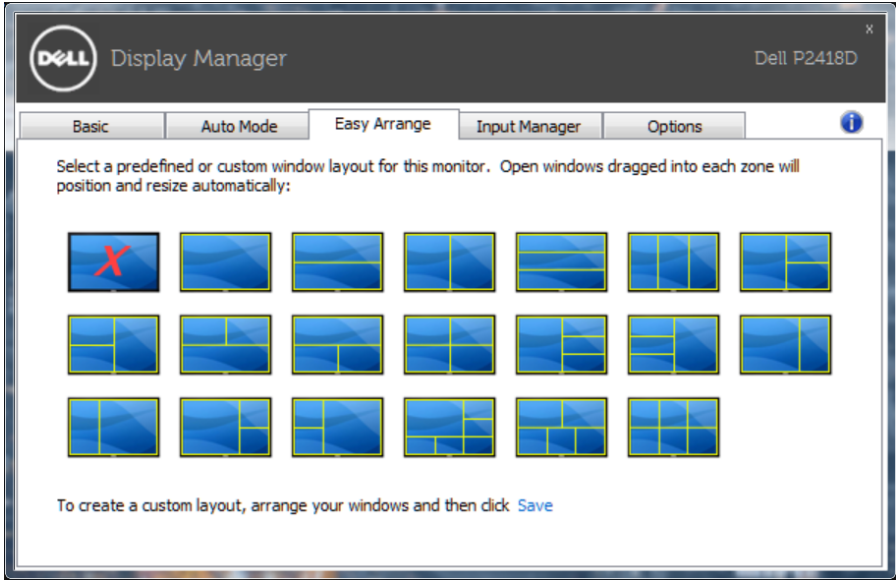 DELL Display Manager
x
Dell P2418D
Basic Auto Mode Easy Arrange Input Manager Options
Select a predefined or custom window layout for this monitor. Open windows dragged into each zone will
position and resize automatically:
X
To create a custom layout, arrange your windows and then click Save